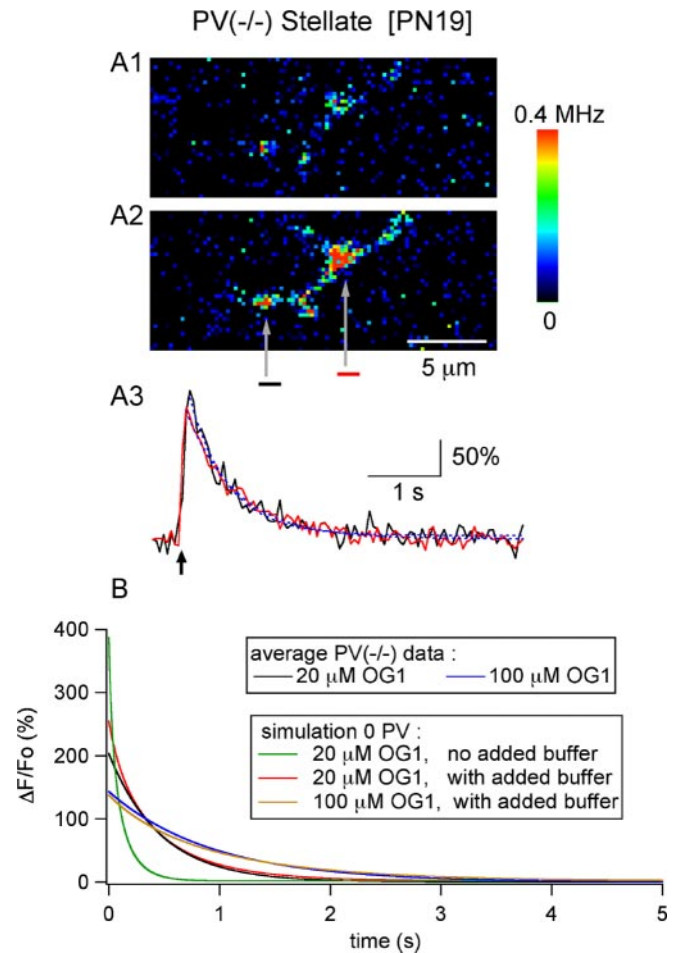 PV(-/-) Stellate [PN19]
A1
0.4 MHz
A2
0
5 μm
A3
50%
1 s
B
400
300
200
100
0
ΔF/Fo (%)
average PV(-/-) data :
20 μM OG1 100 μM OG1
simulation 0 PV :
20 μM OG1, no added buffer
20 μM OG1, with added buffer
100 μM OG1, with added buffer
0 1 2 3 4 5
time (s)